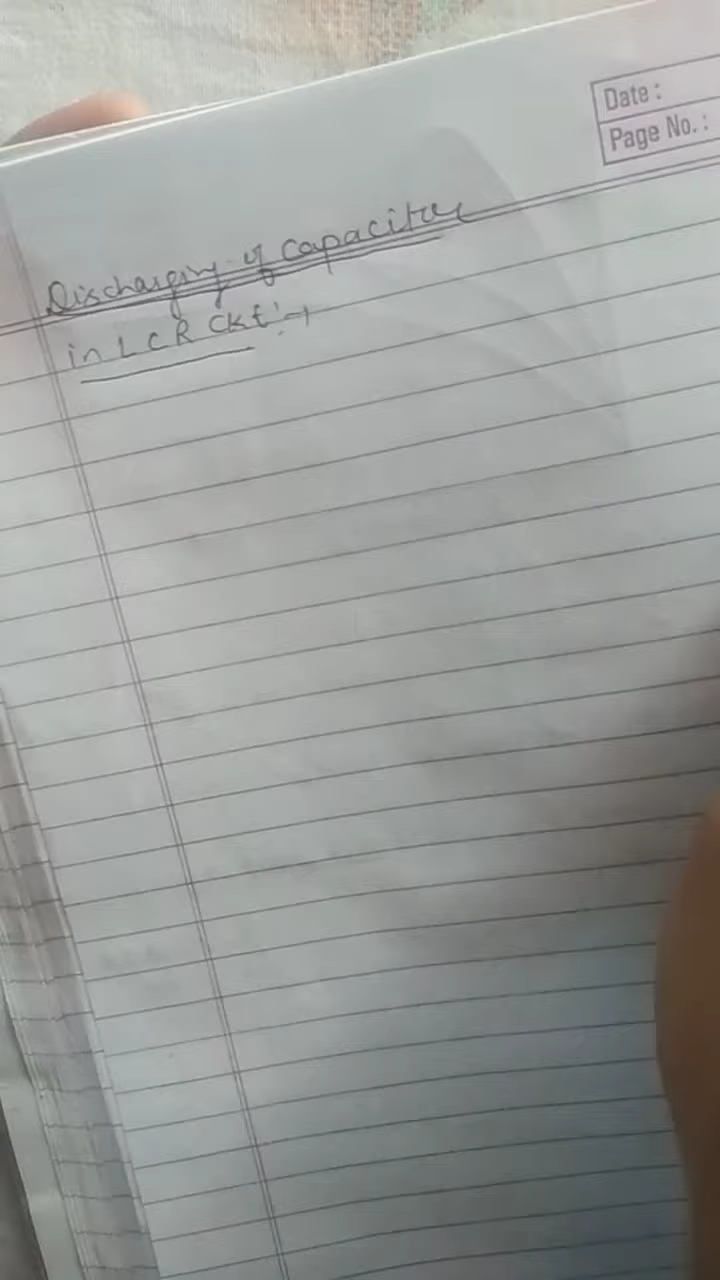 Date :
Page No. :
Discharging of Capacitor
in LCR Ckt :→